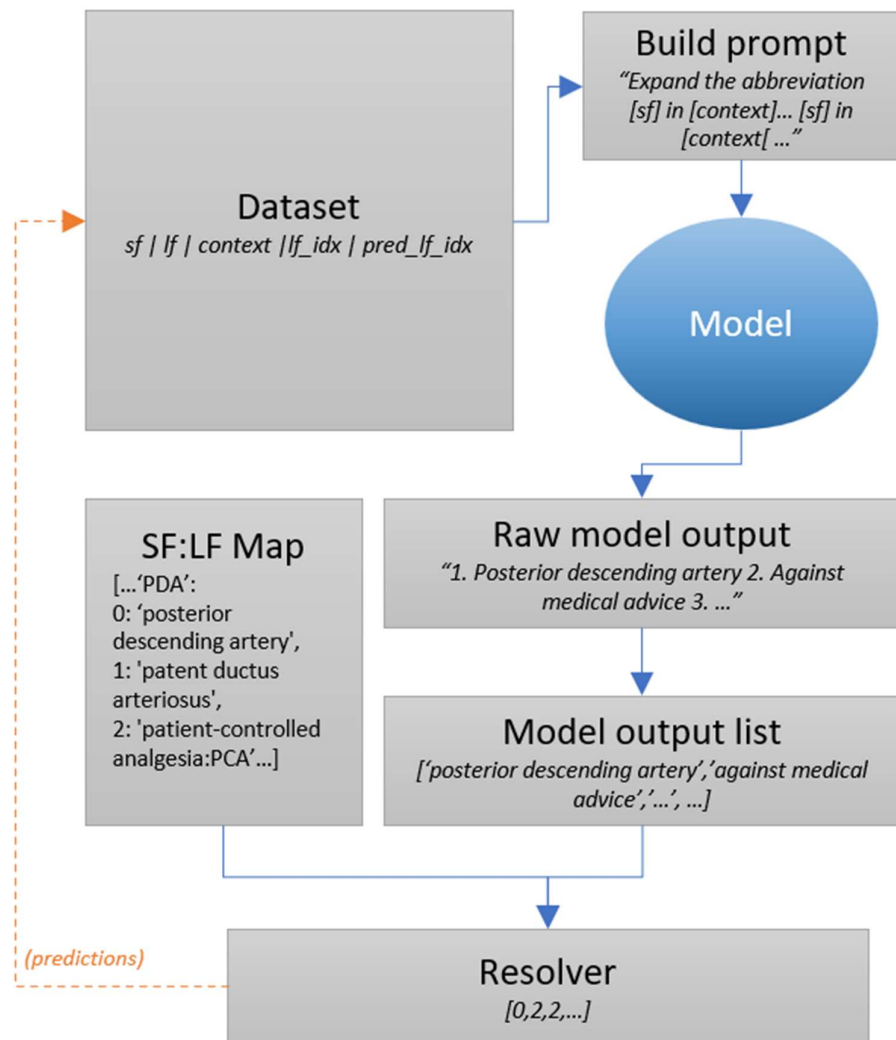 Dataset
sf | lf | context |lf_idx | pred_lf_idx
Build prompt
“Expand the abbreviation
[sf] in [context]... [sf] in
[context[ ...”
Model
Raw model output
“1. Posterior descending artery 2. Against
medical advice 3. ...”
SF:LF Map
[...‘PDA’:
0: ‘posterior
descending artery',
1: 'patent ductus
arteriosus',
2: 'patient-controlled
analgesia:PCA’...]
Model output list
[‘posterior descending artery’,’against medical
advice’,’...’, ...]
(predictions)
Resolver
[0,2,2,...]